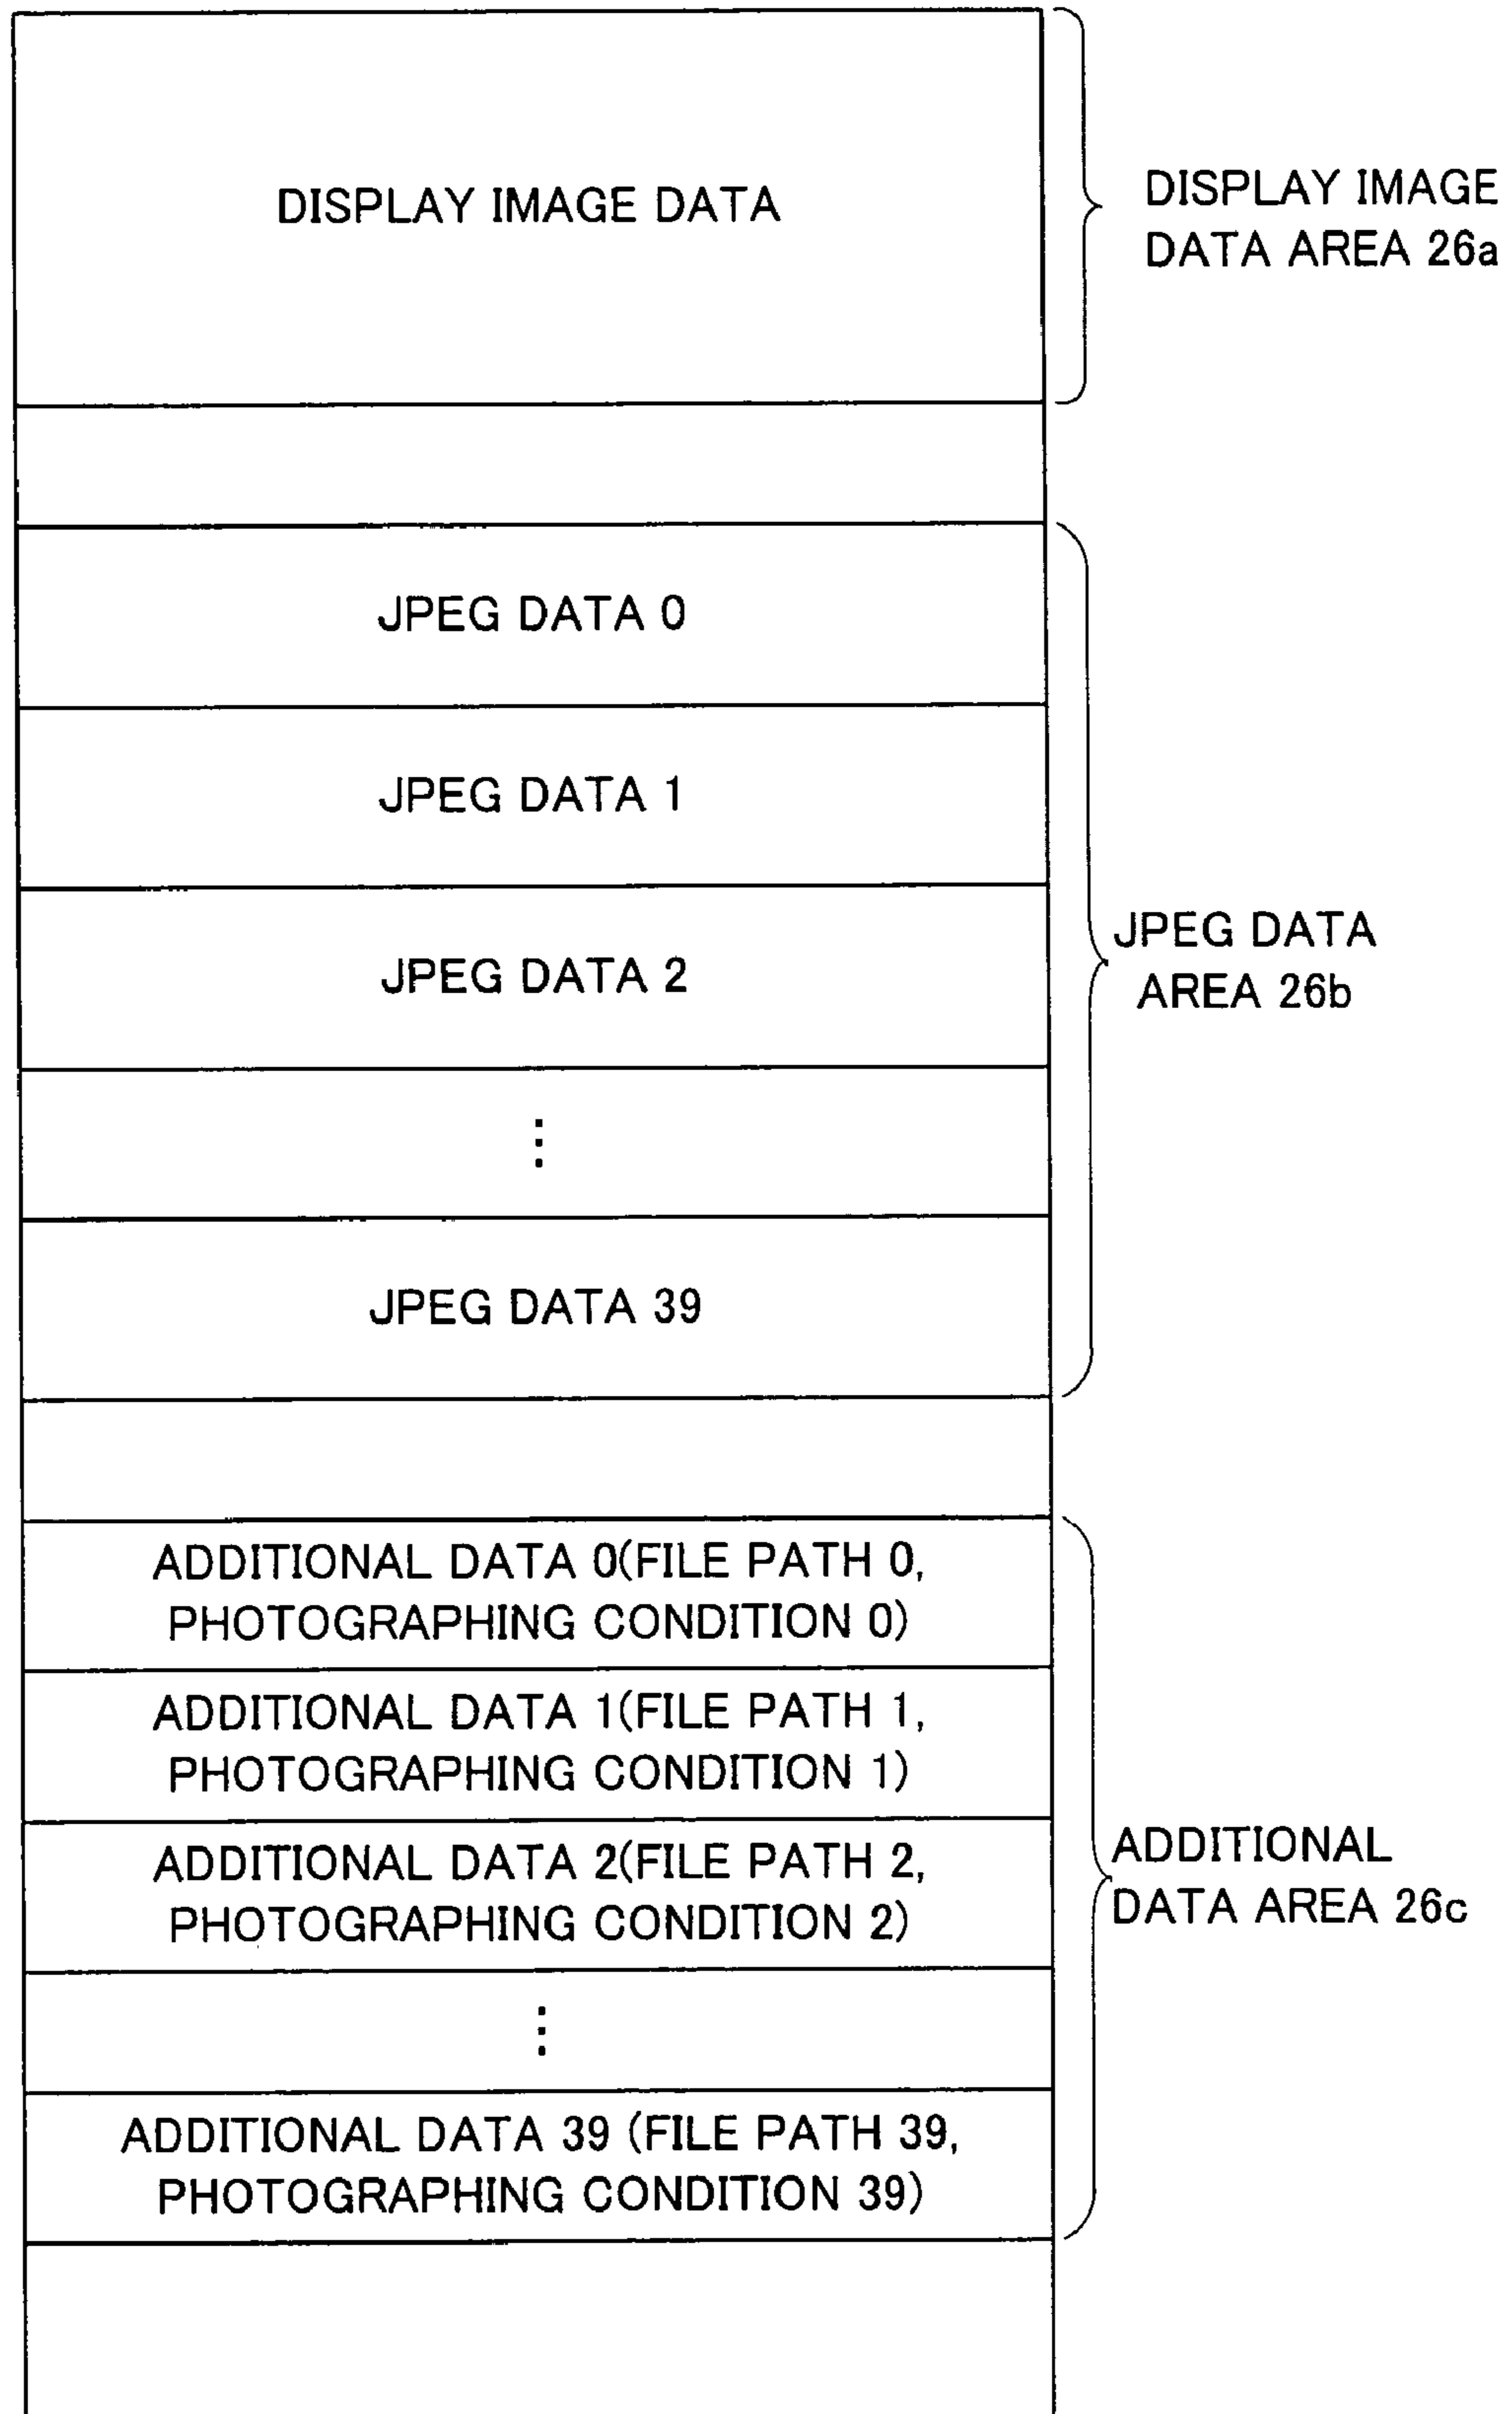 DISPLAY IMAGE DATA
DISPLAY IMAGE
DATA AREA 26a
JPEG DATA 0
JPEG DATA 1
JPEG DATA 2
⋮
JPEG DATA 39
JPEG DATA
AREA 26b
ADDITIONAL DATA 0(FILE PATH 0,
PHOTOGRAPHING CONDITION 0)
ADDITIONAL DATA 1(FILE PATH 1,
PHOTOGRAPHING CONDITION 1)
ADDITIONAL DATA 2(FILE PATH 2,
PHOTOGRAPHING CONDITION 2)
⋮
ADDITIONAL DATA 39 (FILE PATH 39,
PHOTOGRAPHING CONDITION 39)
ADDITIONAL
DATA AREA 26c